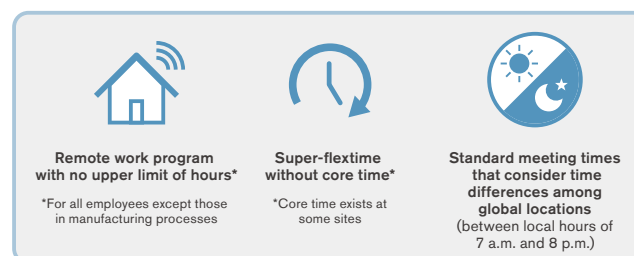 Remote work program
with no upper limit of hours*
*For all employees except those
in manufacturing processes
Super-flextime
without core time*
*Core time exists at
some sites
Standard meeting times
that consider time
differences among
global locations
(between local hours of
7 a.m. and 8 p.m.)